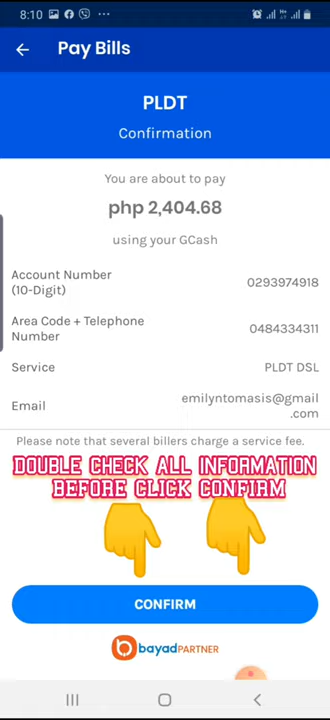 8:10
Pay Bills
PLDT
Confirmation
You are about to pay
php 2,404.68
using your GCash
Account Number
(10-Digit)
0293974918
Area Code + Telephone
Number
0484334311
Service
PLDT DSL
Email
emilyntomasis@gmail
.com
Please note that several billers charge a service fee.
DOUBLE CHECK ALL INFORMATION
BEFORE CLICK CONFIRM
CONFIRM
bayadPARTNER